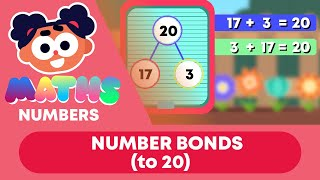 MATHS
NUMBERS
20
17
3
17 + 3 = 20
3 + 17 = 20
NUMBER BONDS
(to 20)